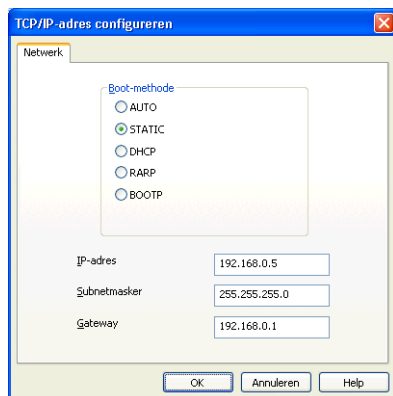 TCP/IP-adres configureren
Netwerk
Boot-methode
AUTO
STATIC
DHCP
RARP
BOOTP
IP-adres 192.168.0.5
Subnetmasker 255.255.255.0
Gateway 192.168.0.1
OK Annuleren Help